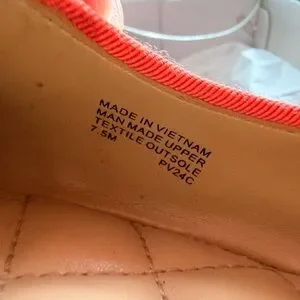 MADE IN VIETNAM
MAN MADE UPPER
TEXTILE OUTSOLE
7.5M PV24C